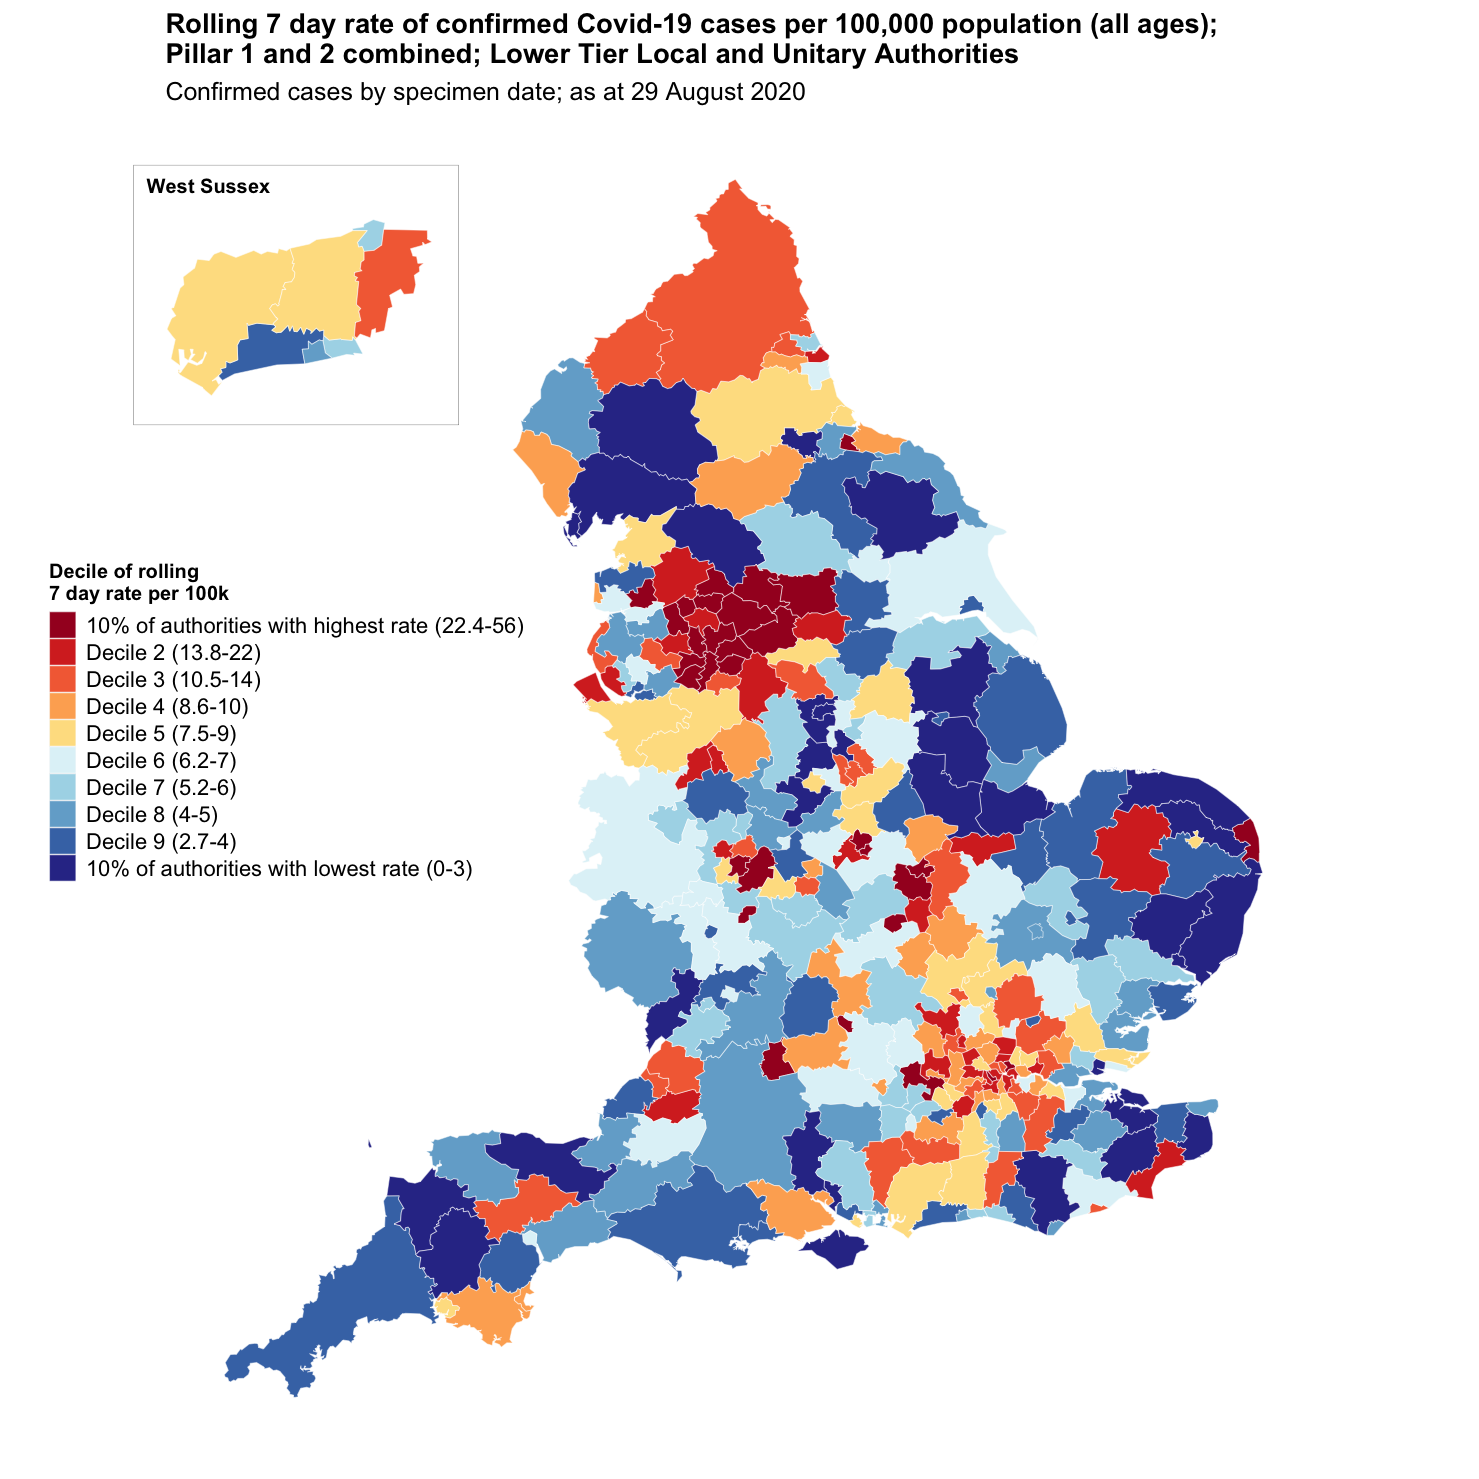 Rolling 7 day rate of confirmed Covid-19 cases per 100,000 population (all ages);
Pillar 1 and 2 combined; Lower Tier Local and Unitary Authorities
Confirmed cases by specimen date; as at 29 August 2020
West Sussex
Decile of rolling
7 day rate per 100k
10% of authorities with highest rate (22.4-56)
Decile 2 (13.8-22)
Decile 3 (10.5-14)
Decile 4 (8.6-10)
Decile 5 (7.5-9)
Decile 6 (6.2-7)
Decile 7 (5.2-6)
Decile 8 (4-5)
Decile 9 (2.7-4)
10% of authorities with lowest rate (0-3)